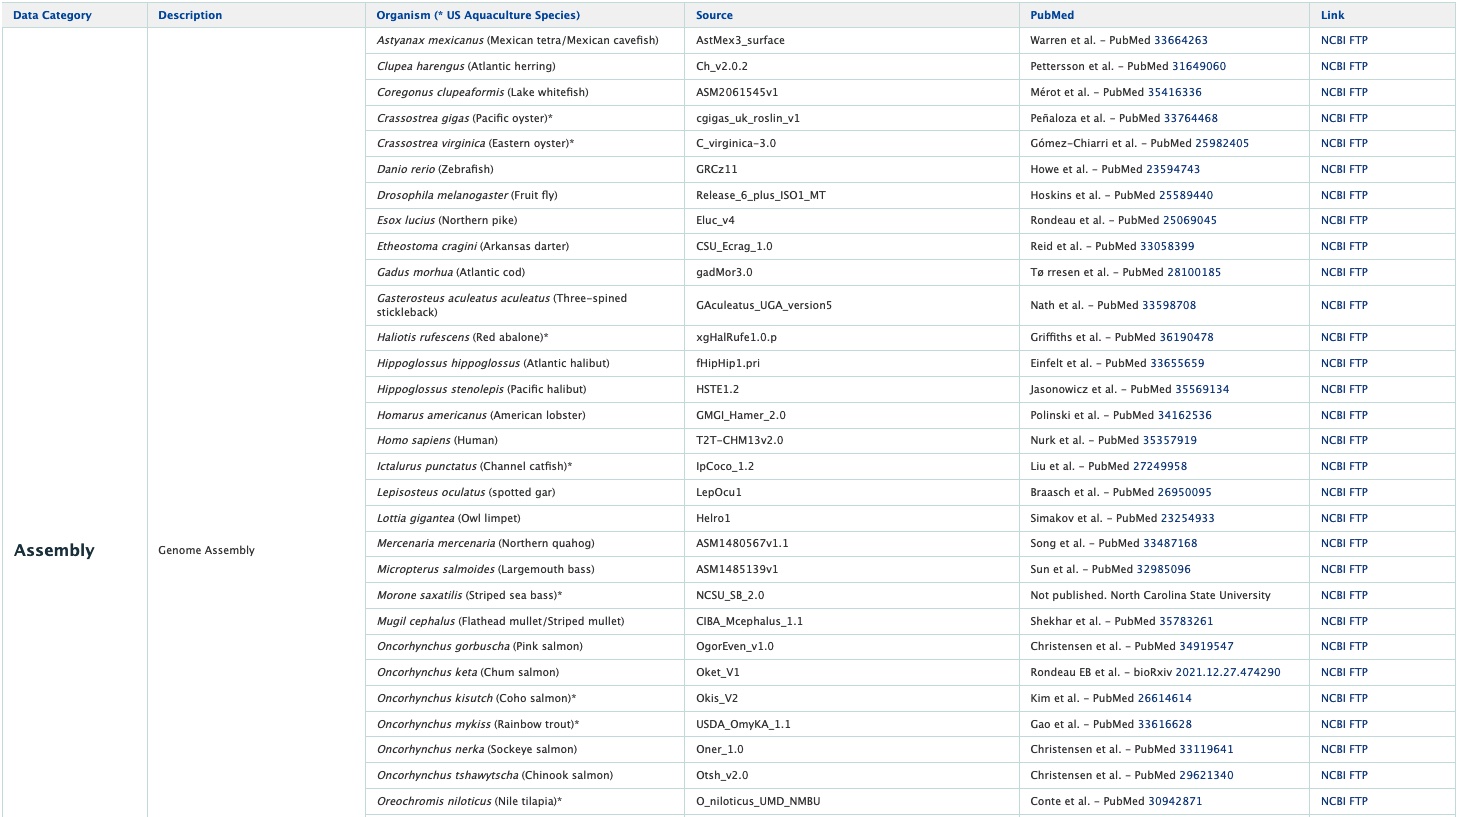 Data Category Description Organism (* US Aquaculture Species) Source PubMed Link
Astyanax mexicanus (Mexican tetra/Mexican cavefish) AstMex3_surface Warren et al. - PubMed 33664263 NCBI FTP
Clupea harengus (Atlantic herring) Ch_v2.0.2 Pettersson et al. - PubMed 31649060 NCBI FTP
Coregonus clupeaformis (Lake whitefish) ASM2061545v1 Mérot et al. - PubMed 35416336 NCBI FTP
Crassostrea gigas (Pacific oyster)* cgigas_uk_roslin_v1 Peñaloza et al. - PubMed 33764468 NCBI FTP
Crassostrea virginica (Eastern oyster)* C_virginica-3.0 Gómez-Chiarri et al. - PubMed 25982405 NCBI FTP
Danio rerio (Zebrafish) GRCz11 Howe et al. - PubMed 23594743 NCBI FTP
Drosophila melanogaster (Fruit fly) Release_6_plus_ISO1_MT Hoskins et al. - PubMed 25589440 NCBI FTP
Esox lucius (Northern pike) Eluc_v4 Rondeau et al. - PubMed 25069045 NCBI FTP
Etheostoma cragini (Arkansas darter) CSU_Ecrag_1.0 Reid et al. - PubMed 33058399 NCBI FTP
Gadus morhua (Atlantic cod) gadMor3.0 Tø rresen et al. - PubMed 28100185 NCBI FTP
Gasterosteus aculeatus aculeatus (Three-spined
stickleback) GAculeatus_UGA_version5 Nath et al. - PubMed 33598708 NCBI FTP
Haliotis rufescens (Red abalone)* xgHalRufe1.0.p Griffiths et al. - PubMed 36190478 NCBI FTP
Hippoglossus hippoglossus (Atlantic halibut) fHipHip1.pri Einfelt et al. - PubMed 33655659 NCBI FTP
Hippoglossus stenolepis (Pacific halibut) HSTE1.2 Jasonowicz et al. - PubMed 35569134 NCBI FTP
Homarus americanus (American lobster) GMGI_Hamer_2.0 Polinski et al. - PubMed 34162536 NCBI FTP
Homo sapiens (Human) T2T-CHM13v2.0 Nurk et al. - PubMed 35357919 NCBI FTP
Ictalurus punctatus (Channel catfish)* IpCoco_1.2 Liu et al. - PubMed 27249958 NCBI FTP
Lepisosteus oculatus (spotted gar) LepOcu1 Braasch et al. - PubMed 26950095 NCBI FTP
Lottia gigantea (Owl limpet) Helro1 Simakov et al. - PubMed 23254933 NCBI FTP
Assembly Genome Assembly Mercenaria mercenaria (Northern quahog) ASM1480567v1.1 Song et al. - PubMed 33487168 NCBI FTP
Micropterus salmoides (Largemouth bass) ASM1485139v1 Sun et al. - PubMed 32985096 NCBI FTP
Morone saxatilis (Striped sea bass)* NCSU_SB_2.0 Not published. North Carolina State University NCBI FTP
Mugil cephalus (Flathead mullet/Striped mullet) CIBA_Mcephalus_1.1 Shekhar et al. - PubMed 35783261 NCBI FTP
Oncorhynchus gorbuscha (Pink salmon) OgorEven_v1.0 Christensen et al. - PubMed 34919547 NCBI FTP
Oncorhynchus keta (Chum salmon) Oket_V1 Rondeau EB et al. - bioRxiv 2021.12.27.474290 NCBI FTP
Oncorhynchus kisutch (Coho salmon)* Okis_V2 Kim et al. - PubMed 26614614 NCBI FTP
Oncorhynchus mykiss (Rainbow trout)* USDA_OmyKA_1.1 Gao et al. - PubMed 33616628 NCBI FTP
Oncorhynchus nerka (Sockeye salmon) Oner_1.0 Christensen et al. - PubMed 33119641 NCBI FTP
Oncorhynchus tshawytscha (Chinook salmon) Otsh_v2.0 Christensen et al. - PubMed 29621340 NCBI FTP
Oreochromis niloticus (Nile tilapia)* O_niloticus_UMD_NMBU Conte et al. - PubMed 30942871 NCBI FTP